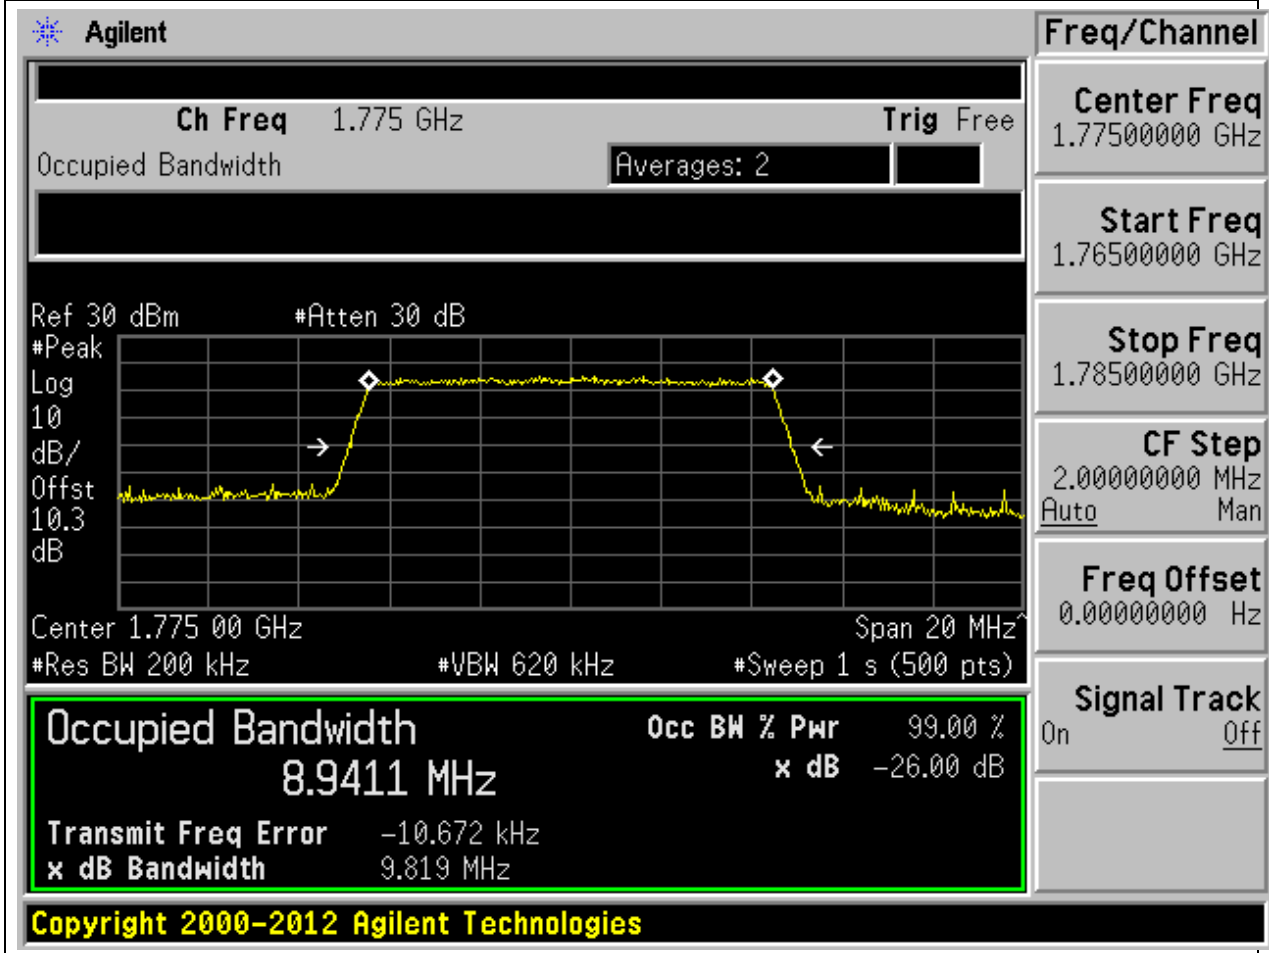 Agilent
Freq/Channel
Ch Freq 1.775 GHz Trig Free
Occupied Bandwidth Averages: 2
Center Freq
1.77500000 GHz
Start Freq
1.76500000 GHz
Stop Freq
1.78500000 GHz
CF Step
2.00000000 MHz
Auto Man
Freq Offset
0.00000000 Hz
Signal Track
On Off
Ref 30 dBm #Atten 30 dB
#Peak
Log
10
dB/
Offst
10.3
dB
Center 1.775 00 GHz Span 20 MHz^
#Res BW 200 kHz #VBW 620 kHz #Sweep 1 s (500 pts)
Occupied Bandwidth Occ BW % Pwr 99.00 %
8.9411 MHz x dB -26.00 dB
Transmit Freq Error -10.672 kHz
x dB Bandwidth 9.819 MHz
Copyright 2000-2012 Agilent Technologies